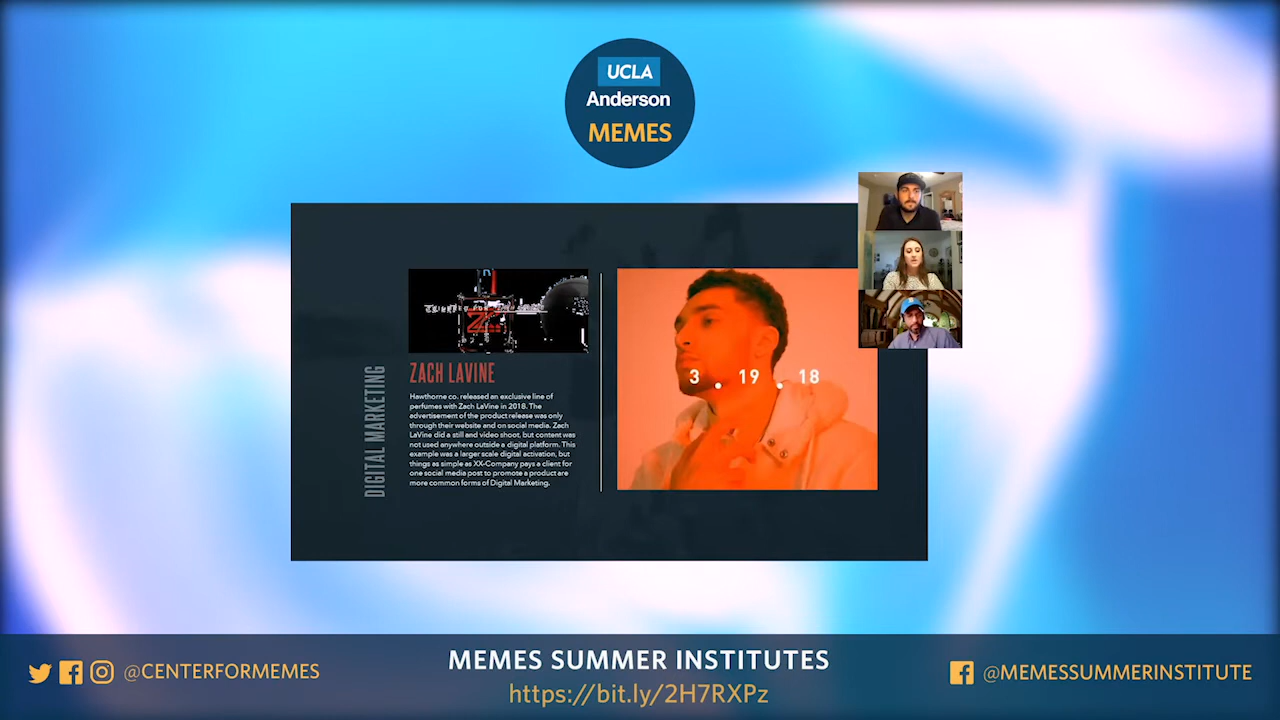 UCLA
Anderson
MEMES
ZACH LAVINE
Hawthorne co. released an exclusive line of
perfumes with Zach LaVine in 2018. The
advertisement of the product release was only
through their website and on social media. Zach
LaVine did a still and video shoot, but content was
not used anywhere outside a digital platform. This
example was a larger scale digital activation, but
things as simple as XX-Company pays a client for
one social media post to promote a product are
more common forms of Digital Marketing.
DIGITAL MARKETING
3 . 19 . 18
@CENTERFORMEMES
MEMES SUMMER INSTITUTES
https://bit.ly/2H7RXPz
@MEMESSUMMERINSTITUTE